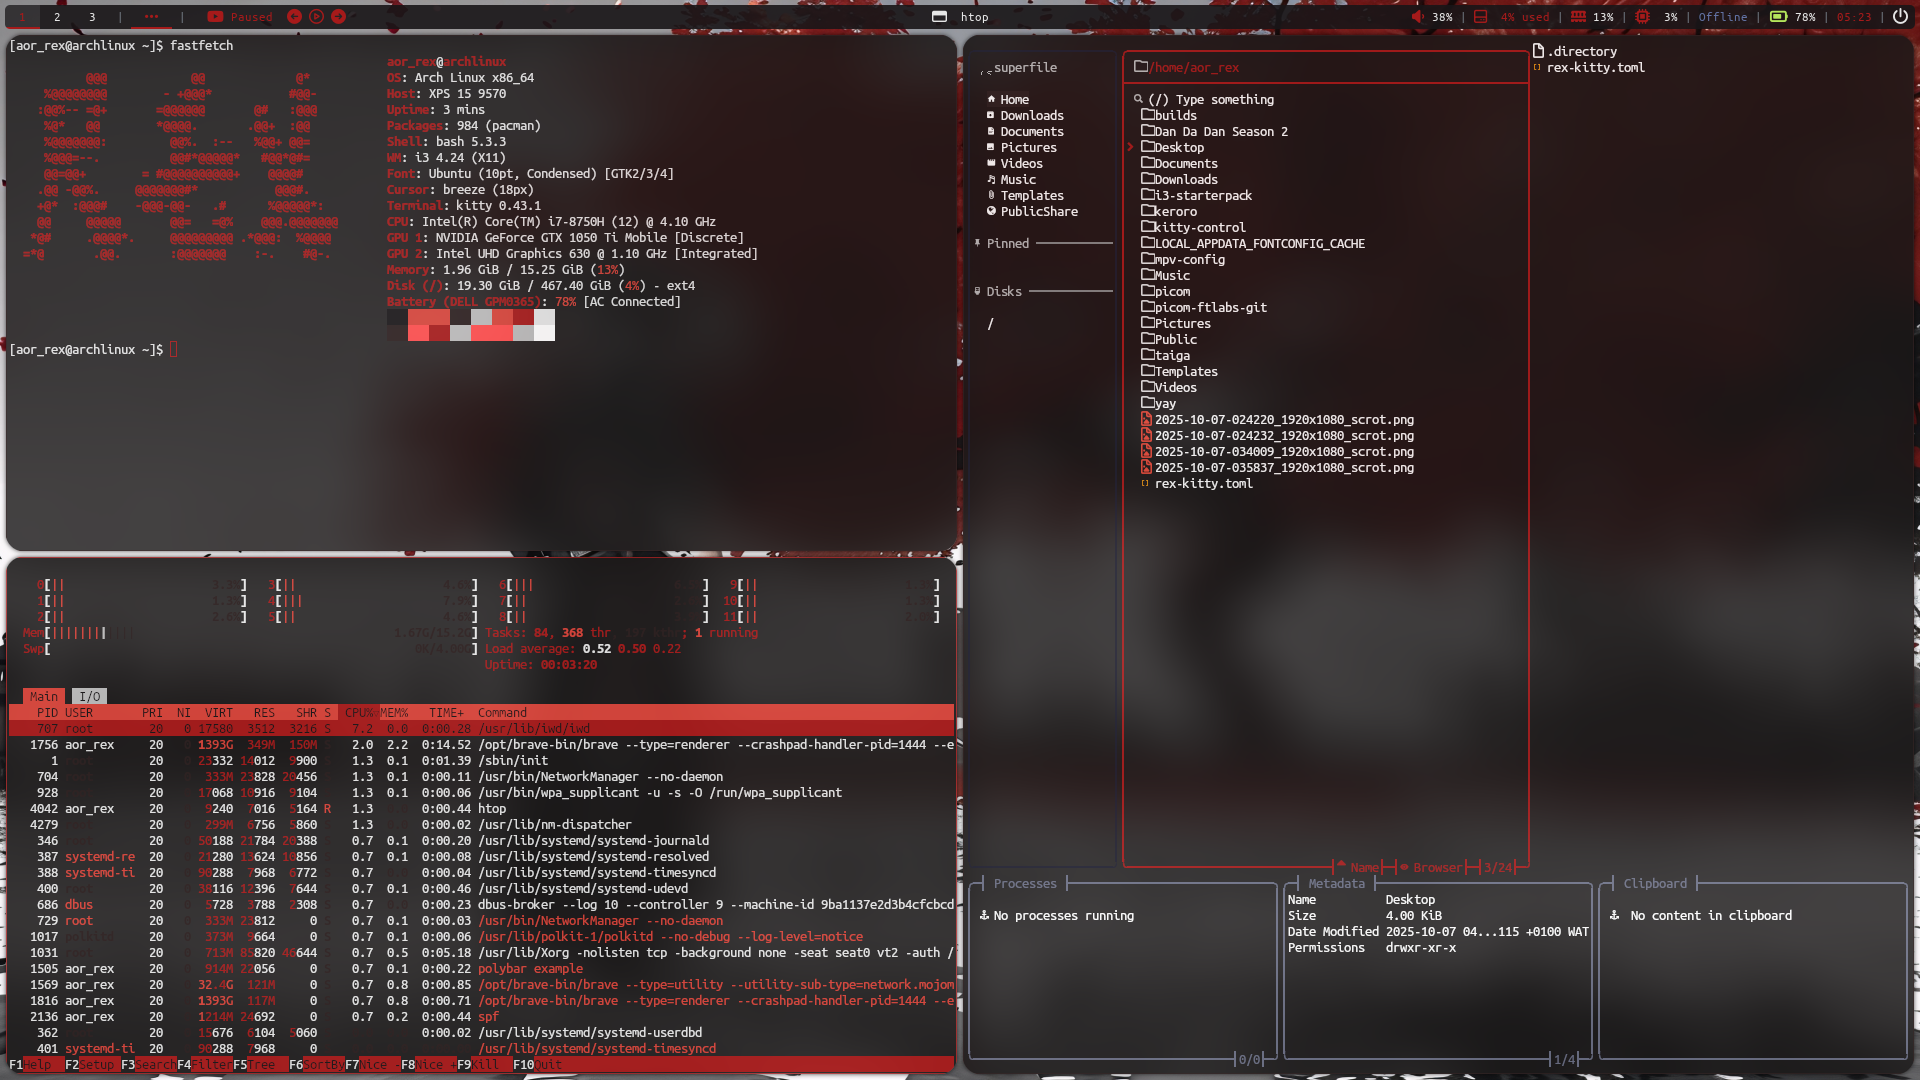 1 2 3 | ... | Paused
htop
38% | 4% used | 13% | 3% | Offline | 78% | 05:23 |
[aor_rex@archlinux ~]$ fastfetch
aor_rex@archlinux
OS: Arch Linux x86_64
Host: XPS 15 9570
Uptime: 3 mins
Packages: 984 (pacman)
Shell: bash 5.3.3
WM: i3 4.24 (X11)
Font: Ubuntu (10pt, Condensed) [GTK2/3/4]
Cursor: breeze (18px)
Terminal: kitty 0.43.1
CPU: Intel(R) Core(TM) i7-8750H (12) @ 4.10 GHz
GPU 1: NVIDIA GeForce GTX 1050 Ti Mobile [Discrete]
GPU 2: Intel UHD Graphics 630 @ 1.10 GHz [Integrated]
Memory: 1.96 GiB / 15.25 GiB (13%)
Disk (/): 19.30 GiB / 467.40 GiB (4%) - ext4
Battery (DELL GPM0365): 78% [AC Connected]
[aor_rex@archlinux ~]$
0[|| 3.3%] 3[|| ] 6[||| ] 9[|| ]
1[|| 1.3%] 4[||| 7.9%] 7[|| ] 10[|| ]
2[|| 2.6%] 5[|| 4.6%] 8[|| ] 11[|| ]
Mem[|||||||| 1.67G/15.2G] Tasks: 84, 368 thr, ; 1 running
Swp[ 0K/4.00G] Load average: 0.52 0.50 0.22
Uptime: 00:03:20
Main I/O
PID USER PRI NI VIRT RES SHR S CPU% MEM% TIME+ Command
707 root 20 0 17580 3512 3216 S 7.2 0.0 0:00.28 /usr/lib/iwd/iwd
1756 aor_rex 20 1393G 349M 150M 2.0 2.2 0:14.52 /opt/brave-bin/brave --type=renderer --crashpad-handler-pid=1444 --e
1 20 23332 14012 9900 1.3 0.1 0:01.39 /sbin/init
704 20 333M 23828 20456 1.3 0.1 0:00.11 /usr/bin/NetworkManager --no-daemon
928 20 17068 10916 9104 1.3 0.1 0:00.06 /usr/bin/wpa_supplicant -u -s -O /run/wpa_supplicant
4042 aor_rex 20 9240 7016 5164 R 1.3 0:00.44 htop
4279 20 299M 6756 5860 1.3 0:00.02 /usr/lib/nm-dispatcher
346 20 50188 21784 20388 0.7 0.1 0:00.20 /usr/lib/systemd/systemd-journald
387 systemd-re 20 21280 13624 10856 0.7 0.1 0:00.08 /usr/lib/systemd/systemd-resolved
388 systemd-ti 20 90288 7968 6772 0.7 0:00.04 /usr/lib/systemd/systemd-timesyncd
400 root 20 38116 12396 7644 0.7 0.1 0:00.46 /usr/lib/systemd/systemd-udevd
686 dbus 20 5728 3788 2308 0.7 0:00.23 dbus-broker --log 10 --controller 9 --machine-id 9ba1137e2d3b4cfcbcd
729 root 20 333M 23812 0 0.7 0.1 0:00.03 /usr/bin/NetworkManager --no-daemon
1017 polkitd 20 373M 9664 0 0.7 0.1 0:00.06 /usr/lib/polkit-1/polkitd --no-debug --log-level=notice
1031 root 20 713M 85820 46644 0.7 0.5 0:05.18 /usr/lib/Xorg -nolisten tcp -background none -seat seat0 vt2 -auth /
1505 aor_rex 20 914M 22056 0 0.7 0.1 0:00.22 polybar example
1569 aor_rex 20 32.4G 121M 0 0.7 0.8 0:00.85 /opt/brave-bin/brave --type=utility --utility-sub-type=network.mojom
1816 aor_rex 20 1393G 117M 0 0.7 0.8 0:00.71 /opt/brave-bin/brave --type=renderer --crashpad-handler-pid=1444 --e
2136 aor_rex 20 1214M 24692 0 0.7 0.2 0:00.44 spf
362 20 15676 6104 5060 0:00.02 /usr/lib/systemd/systemd-userdbd
401 systemd-ti 20 90288 7968 0 /usr/lib/systemd/systemd-timesyncd
F1Help F2Setup F3Search F4Filter F5Tree F6SortBy F7Nice - F8Nice + F9Kill F10Quit
superfile
Home
Downloads
Documents
Pictures
Videos
Music
Templates
PublicShare
Pinned
Disks
/
/home/aor_rex
(/) Type something
builds
Dan Da Dan Season 2
Desktop
Documents
Downloads
i3-starterpack
keroro
kitty-control
LOCAL_APPDATA_FONTCONFIG_CACHE
mpv-config
Music
picom
picom-ftlabs-git
Pictures
Public
taiga
Templates
Videos
yay
2025-10-07-024220_1920x1080_scrot.png
2025-10-07-024232_1920x1080_scrot.png
2025-10-07-034009_1920x1080_scrot.png
2025-10-07-035837_1920x1080_scrot.png
rex-kitty.toml
Name Browser 3/24
.directory
rex-kitty.toml
Processes
No processes running
0/0
Metadata
Name Desktop
Size 4.00 KiB
Date Modified 2025-10-07 04...115 +0100 WAT
Permissions drwxr-xr-x
1/4
Clipboard
No content in clipboard